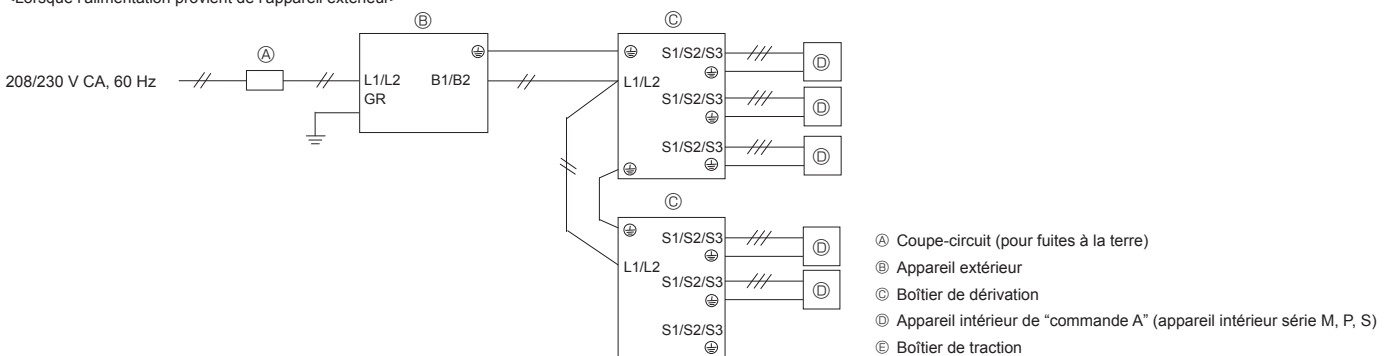 <Lorsque l'alimentation provient de l'appareil extérieur>
Ⓑ
Ⓒ
Ⓐ
208/230 V CA, 60 Hz
L1/L2
GR
B1/B2
L1/L2
S1/S2/S3
Ⓓ
S1/S2/S3
Ⓓ
S1/S2/S3
Ⓓ
Ⓒ
L1/L2
S1/S2/S3
Ⓓ
S1/S2/S3
Ⓓ
S1/S2/S3
Ⓐ Coupe-circuit (pour fuites à la terre)
Ⓑ Appareil extérieur
Ⓒ Boîtier de dérivation
Ⓓ Appareil intérieur de “commande A” (appareil intérieur série M, P, S)
Ⓔ Boîtier de traction